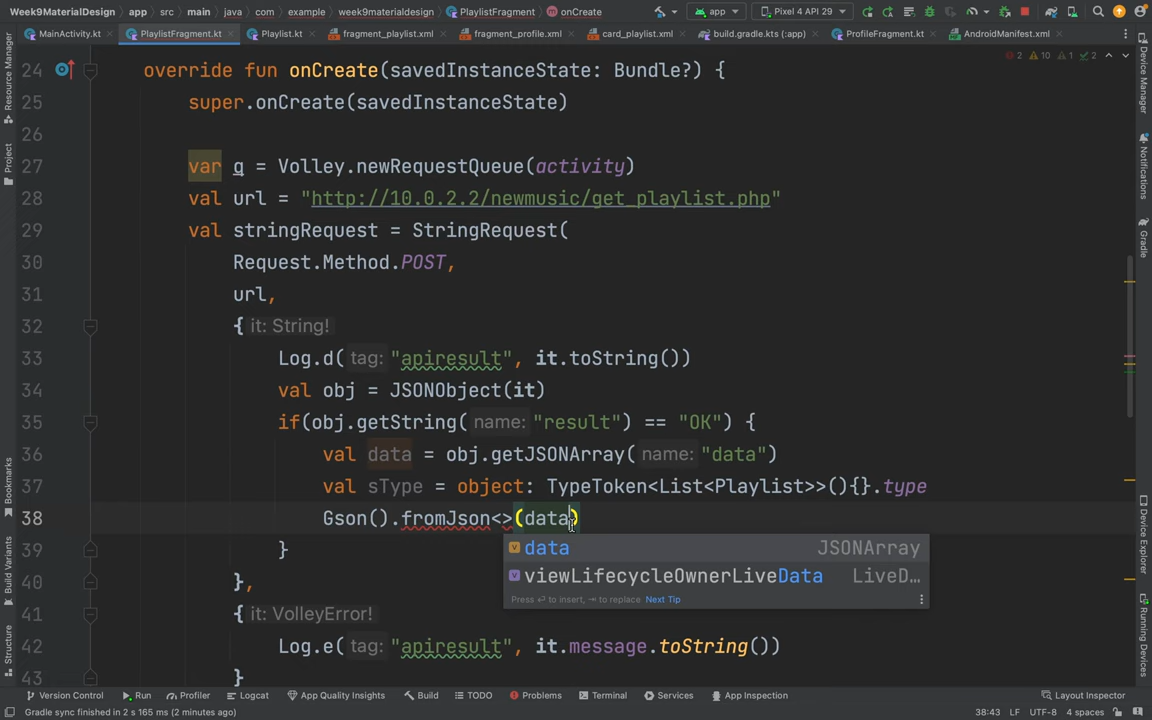 Week9MaterialDesign app src main java com example week9materialdesign PlaylistFragment onCreate app Pixel 4 API 29
MainActivity.kt PlaylistFragment.kt Playlist.kt fragment_playlist.xml fragment_profile.xml card_playlist.xml build.gradle.kts (:app) ProfileFragment.kt AndroidManifest.xml
2 10 1 2
24 override fun onCreate(savedInstanceState: Bundle?) {
25 super.onCreate(savedInstanceState)
26
27 var q = Volley.newRequestQueue(activity)
28 val url = "http://10.0.2.2/newmusic/get_playlist.php"
29 val stringRequest = StringRequest(
30 Request.Method.POST,
31 url,
32 { it: String!
33 Log.d( tag: "apiresult", it.toString())
34 val obj = JSONObject(it)
35 if(obj.getString( name: "result") == "OK") {
36 val data = obj.getJSONArray( name: "data")
37 val sType = object: TypeToken<List<Playlist>>(){}.type
38 Gson().fromJson<>(data)
data JSONArray
39 }
viewLifecycleOwnerLiveData LiveD...
40 },
Press ⏎ to insert, ⇥ to replace Next Tip
41 { it: VolleyError!
42 Log.e( tag: "apiresult", it.message.toString())
43 }
Resource Manager
Project
Bookmarks
Build Variants
Structure
Device Manager
Notifications
Gradle
Device Explorer
Running Devices
Version Control Run Profiler Logcat App Quality Insights Build TODO Problems Terminal Services App Inspection Layout Inspector
Gradle sync finished in 2 s 165 ms (2 minutes ago) 38:43 LF UTF-8 4 spaces